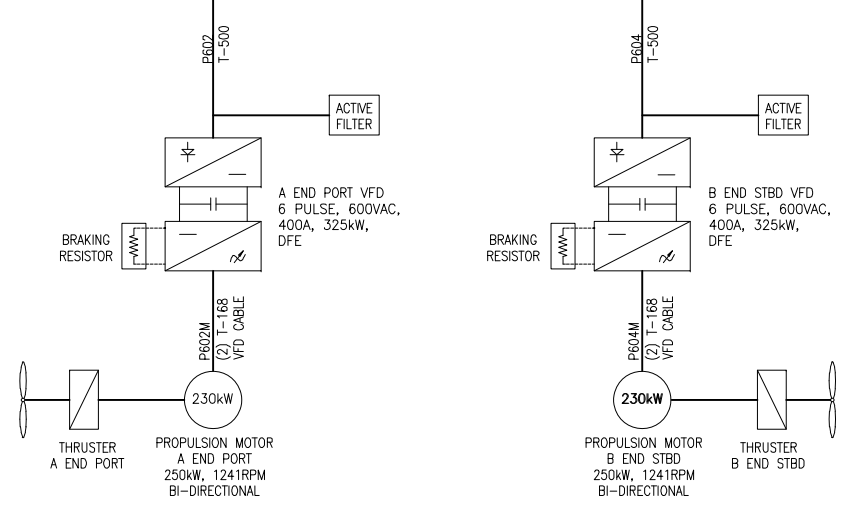 P602
T-500
ACTIVE
FILTER
A END PORT VFD
6 PULSE, 600VAC,
400A, 325kW,
DFE
BRAKING
RESISTOR
P602M
(2) T-168
VFD CABLE
230kW
THRUSTER
A END PORT
PROPULSION MOTOR
A END PORT
250kW, 1241RPM
BI-DIRECTIONAL
P604
T-500
ACTIVE
FILTER
B END STBD VFD
6 PULSE, 600VAC,
400A, 325kW,
DFE
BRAKING
RESISTOR
P604M
(2) T-168
VFD CABLE
230kW
PROPULSION MOTOR
B END STBD
250kW, 1241RPM
BI-DIRECTIONAL
THRUSTER
B END STBD